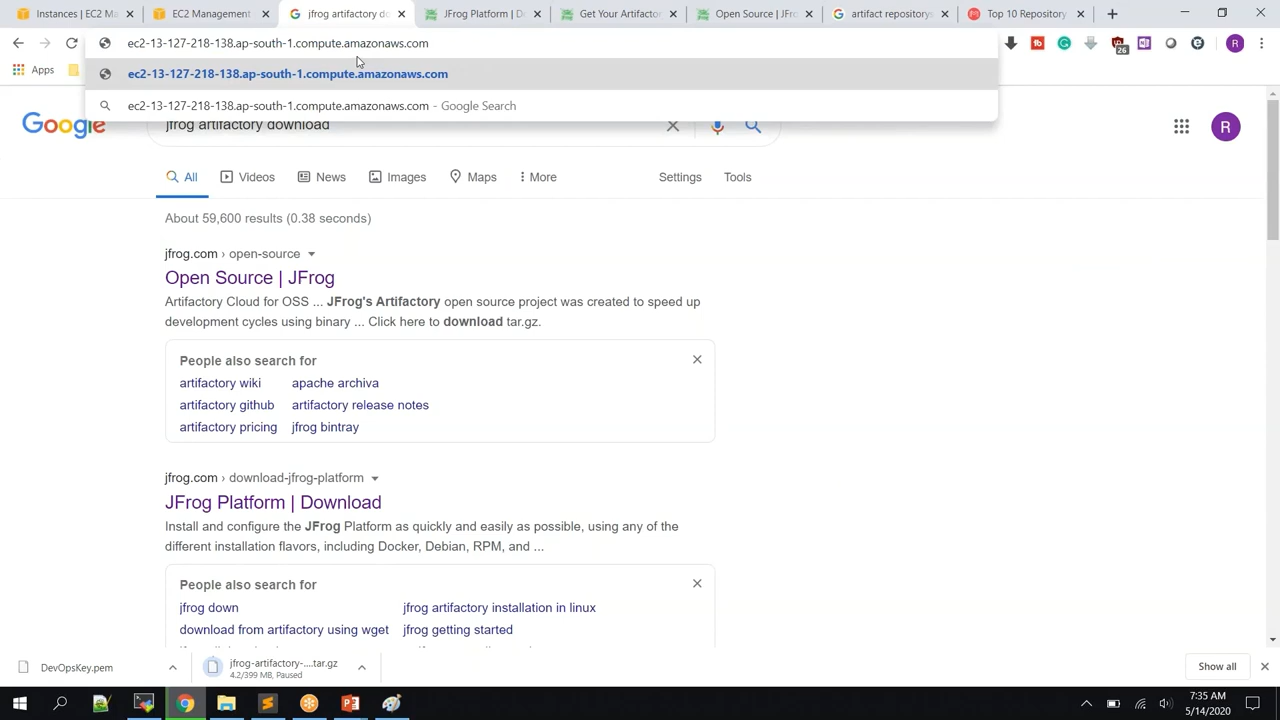 Instances | EC2 Manag
EC2 Management
jfrog artifactory do
JFrog Platform | Do
Get Your Artifactor
Open Source | JFro
artifact repositorys
Top 10 Repository
ec2-13-127-218-138.ap-south-1.compute.amazonaws.com
26
R
Apps
ec2-13-127-218-138.ap-south-1.compute.amazonaws.com
ec2-13-127-218-138.ap-south-1.compute.amazonaws.com - Google Search
Google
jfrog artifactory download
R
All
Videos
News
Images
Maps
More
Settings
Tools
About 59,600 results (0.38 seconds)
jfrog.com › open-source
Open Source | JFrog
Artifactory Cloud for OSS ... JFrog's Artifactory open source project was created to speed up
development cycles using binary ... Click here to download tar.gz.
People also search for
artifactory wiki
apache archiva
artifactory github
artifactory release notes
artifactory pricing
jfrog bintray
jfrog.com › download-jfrog-platform
JFrog Platform | Download
Install and configure the JFrog Platform as quickly and easily as possible, using any of the
different installation flavors, including Docker, Debian, RPM, and ...
People also search for
jfrog down
jfrog artifactory installation in linux
download from artifactory using wget
jfrog getting started
DevOpsKey.pem
jfrog-artifactory-....tar.gz
4.2/399 MB, Paused
Show all
7:35 AM
5/14/2020